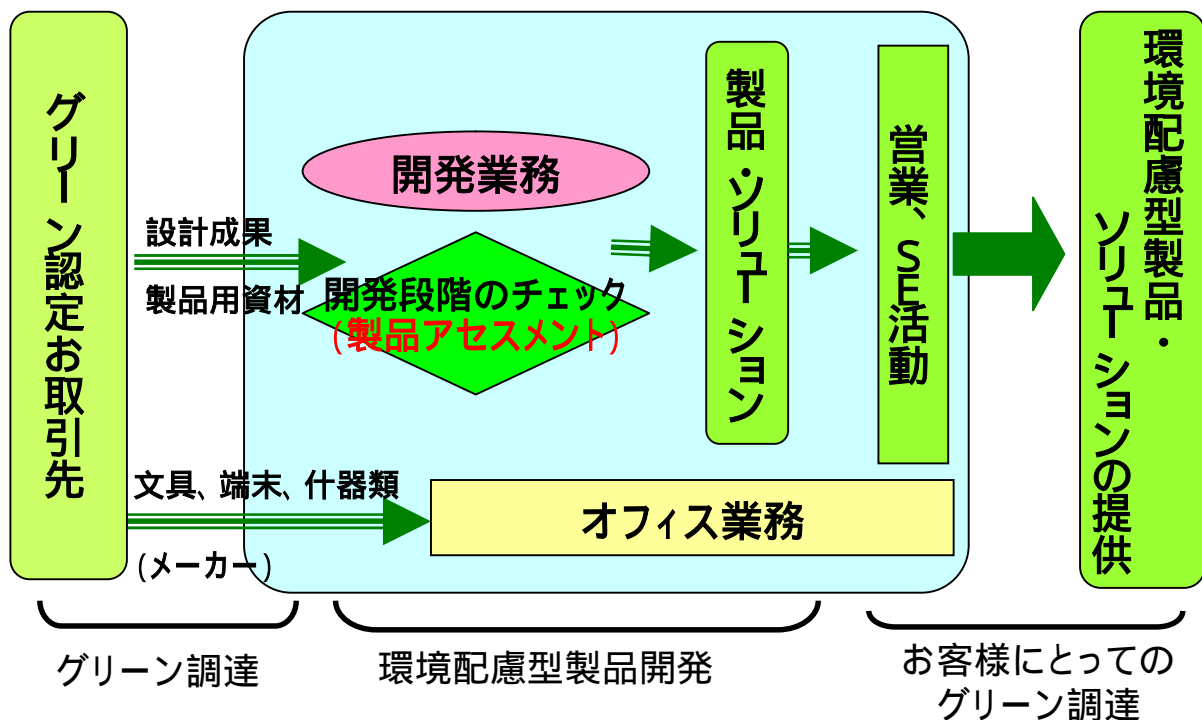 グリーン認定お取引先
設計成果
製品用資材
文具、端末、什器類
(メーカー)
開発業務
開発段階のチェック
(製品アセスメント)
製品・ソリューション
営業、SE活動
オフィス業務
環境配慮型製品・
ソリューションの提供
グリーン調達
環境配慮型製品開発
お客様にとっての
グリーン調達